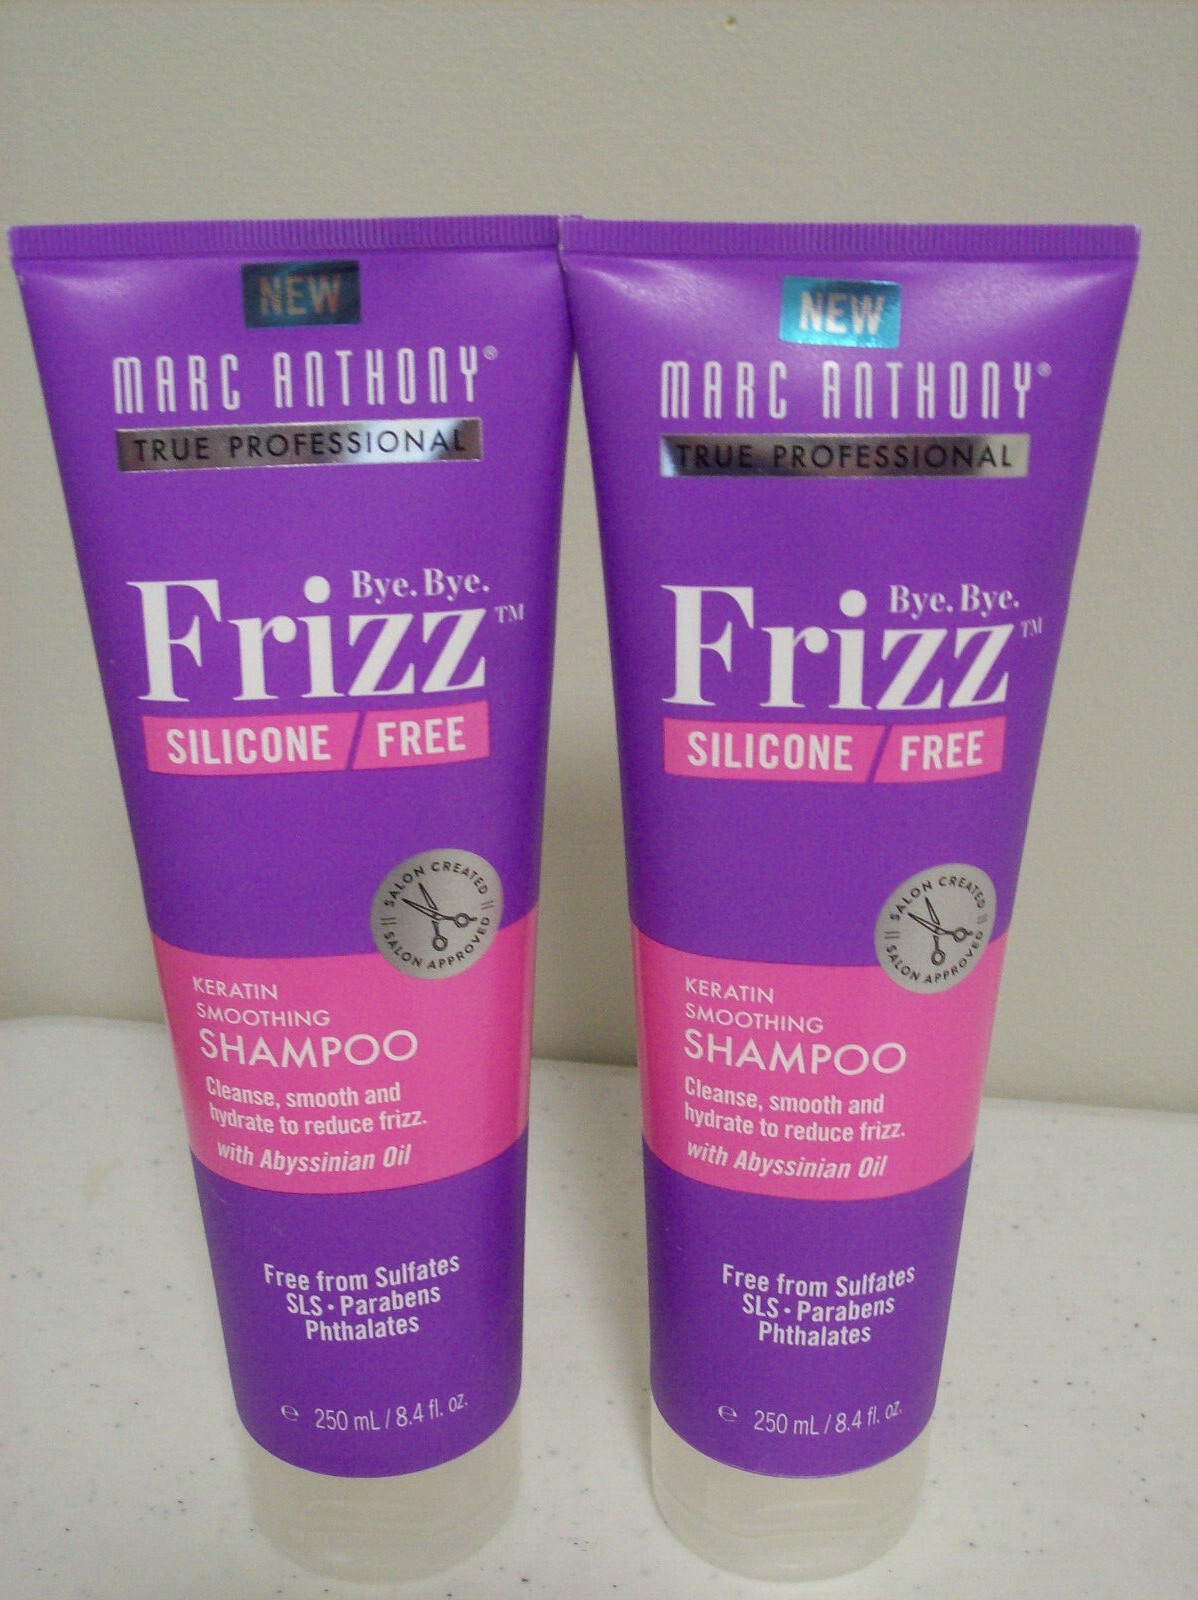 NEW
MARC ANTHONY®
TRUE PROFESSIONAL
Bye. Bye.
Frizz™
SILICONE / FREE
SALON CREATED
SALON APPROVED
KERATIN
SMOOTHING
SHAMPOO
Cleanse, smooth and
hydrate to reduce frizz.
with Abyssinian Oil
Free from Sulfates
SLS • Parabens
Phthalates
℮ 250 mL / 8.4 fl. oz.
NEW
MARC ANTHONY®
TRUE PROFESSIONAL
Bye. Bye.
Frizz™
SILICONE / FREE
SALON CREATED
SALON APPROVED
KERATIN
SMOOTHING
SHAMPOO
Cleanse, smooth and
hydrate to reduce frizz.
with Abyssinian Oil
Free from Sulfates
SLS • Parabens
Phthalates
℮ 250 mL / 8.4 fl. oz.